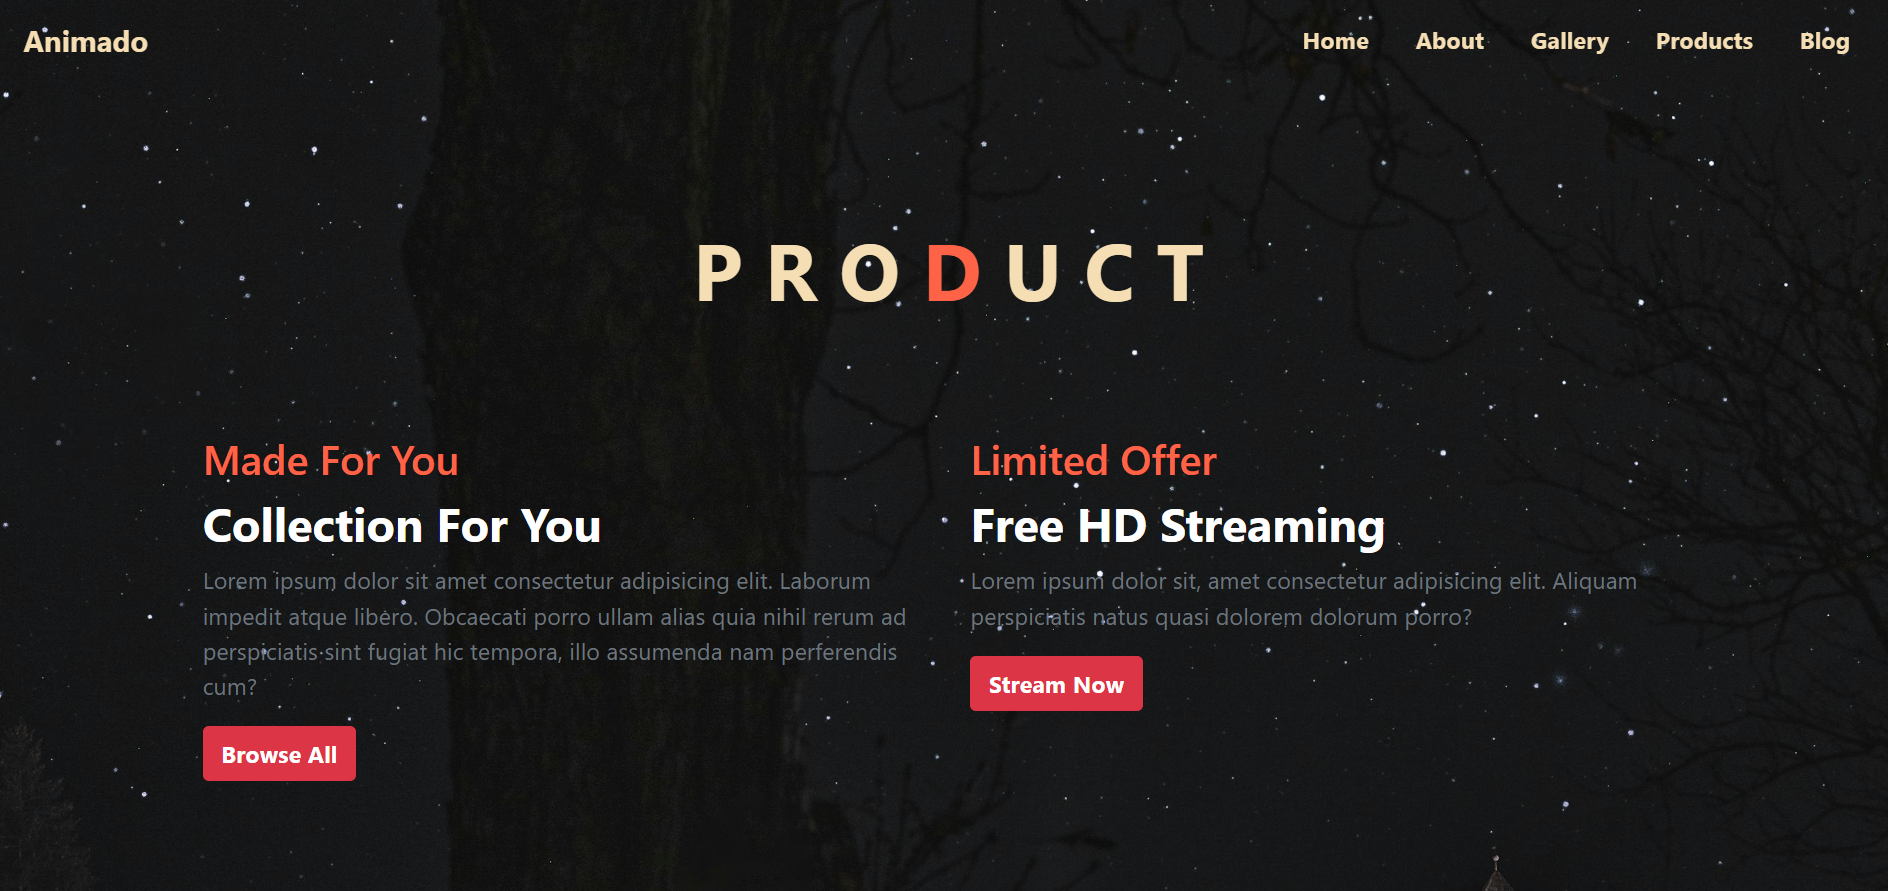 Animado
Home About Gallery Products Blog
PRODUCT
Made For You
Collection For You
Lorem ipsum dolor sit amet consectetur adipisicing elit. Laborum
impedit atque libero. Obcaecati porro ullam alias quia nihil rerum ad
perspiciatis sint fugiat hic tempora, illo assumenda nam perferendis
cum?
Browse All
Limited Offer
Free HD Streaming
Lorem ipsum dolor sit, amet consectetur adipisicing elit. Aliquam
perspiciatis natus quasi dolorem dolorum porro?
Stream Now